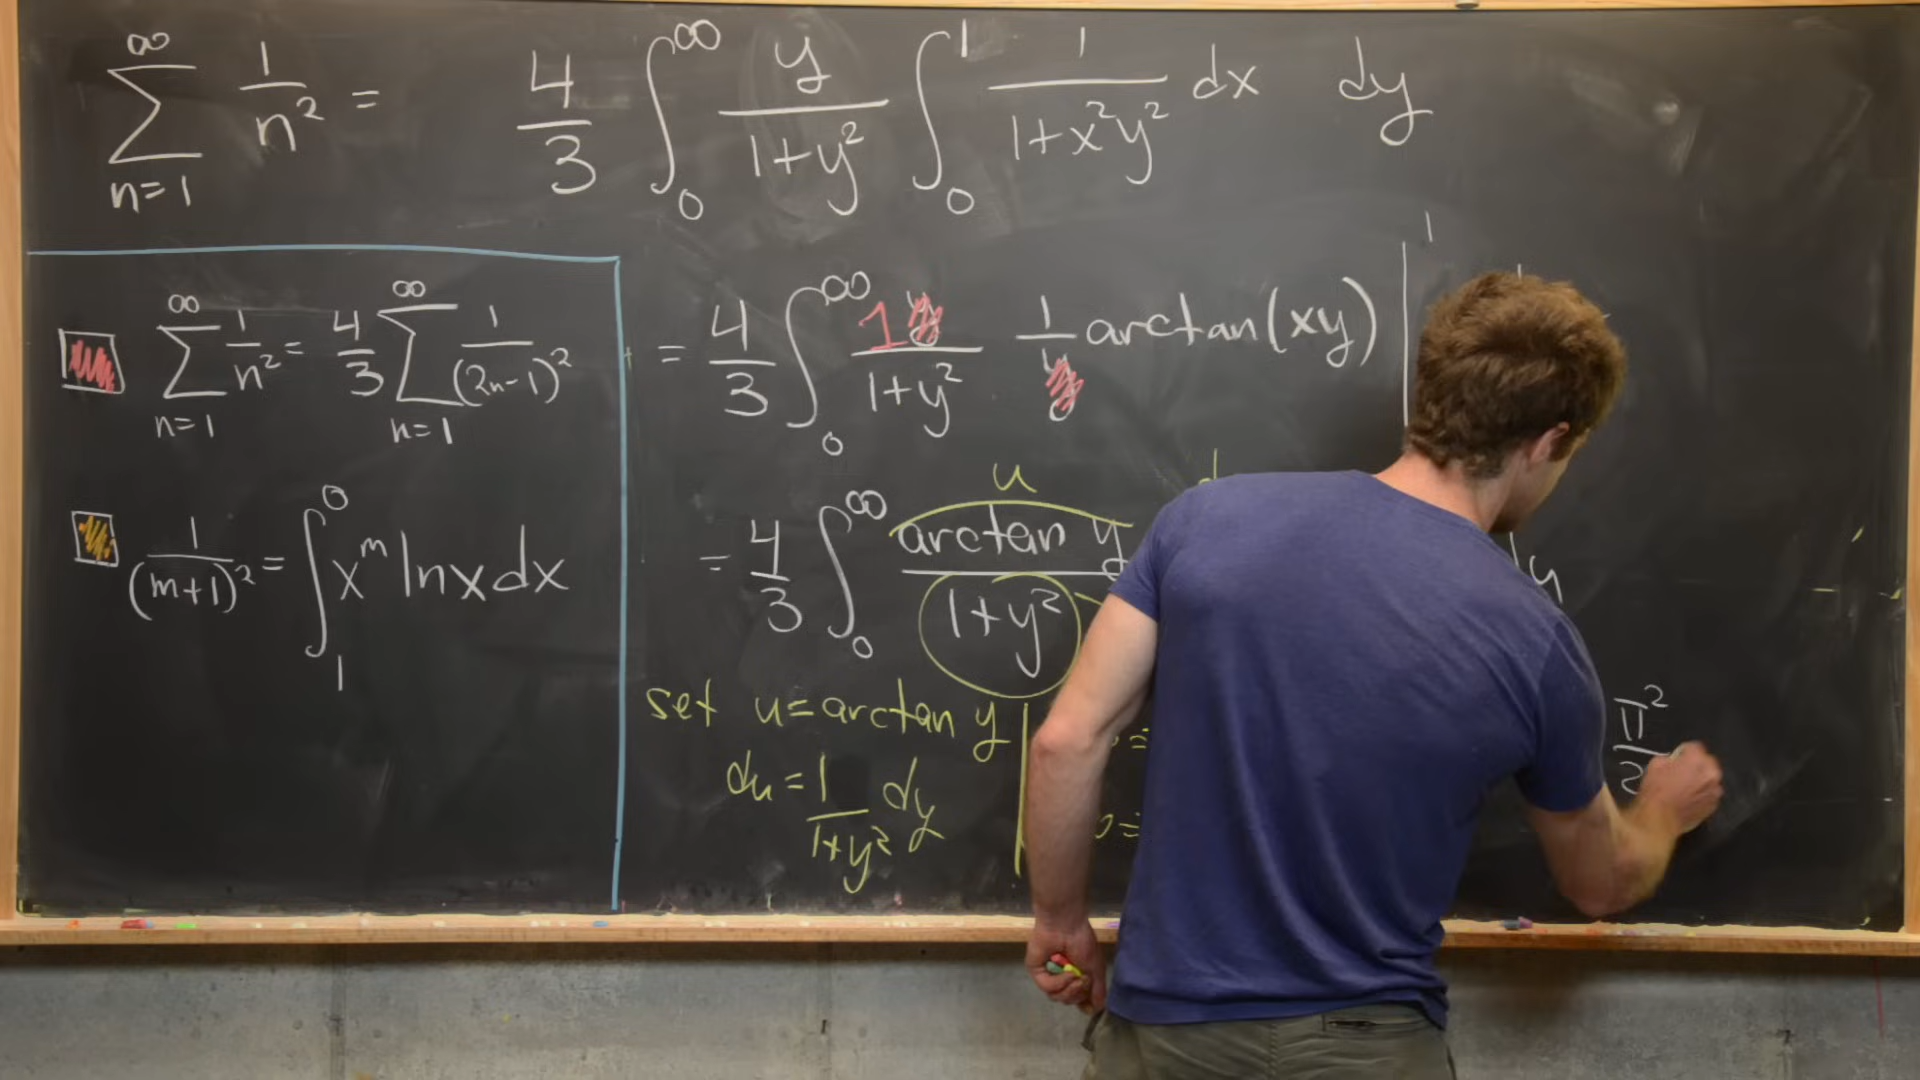 ∞ ∑ n=1 1/n² = 4/3 ∫₀^∞ y/(1+y²) ∫₀¹ 1/(1+x²y²) dx dy
∞ ∑ n=1 1/n² = 4/3 ∞ ∑ n=1 1/(2n-1)²
1/(m+1)² = ∫₁⁰ x^m ln x dx
= 4/3 ∫₀^∞ 1y/(1+y²) 1/y arctan(xy) |¹
u
= 4/3 ∫₀^∞ arctan y/(1+y²) dy
set u = arctan y
du = 1/(1+y²) dy
π²
2